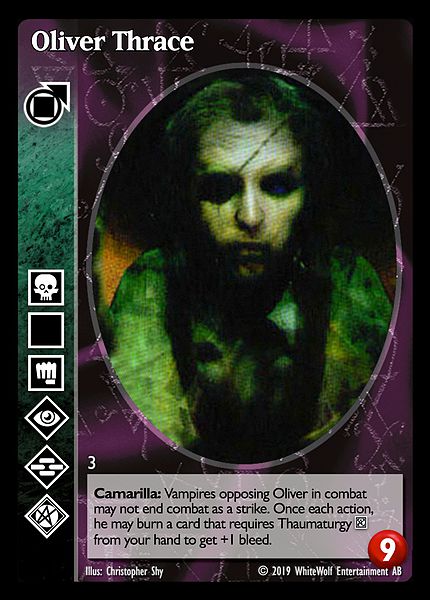 Oliver Thrace
3
Camarilla: Vampires opposing Oliver in combat
may not end combat as a strike. Once each action,
he may burn a card that requires Thaumaturgy
from your hand to get +1 bleed.
9
Illus: Christopher Shy
© 2019 WhiteWolf Entertainment AB